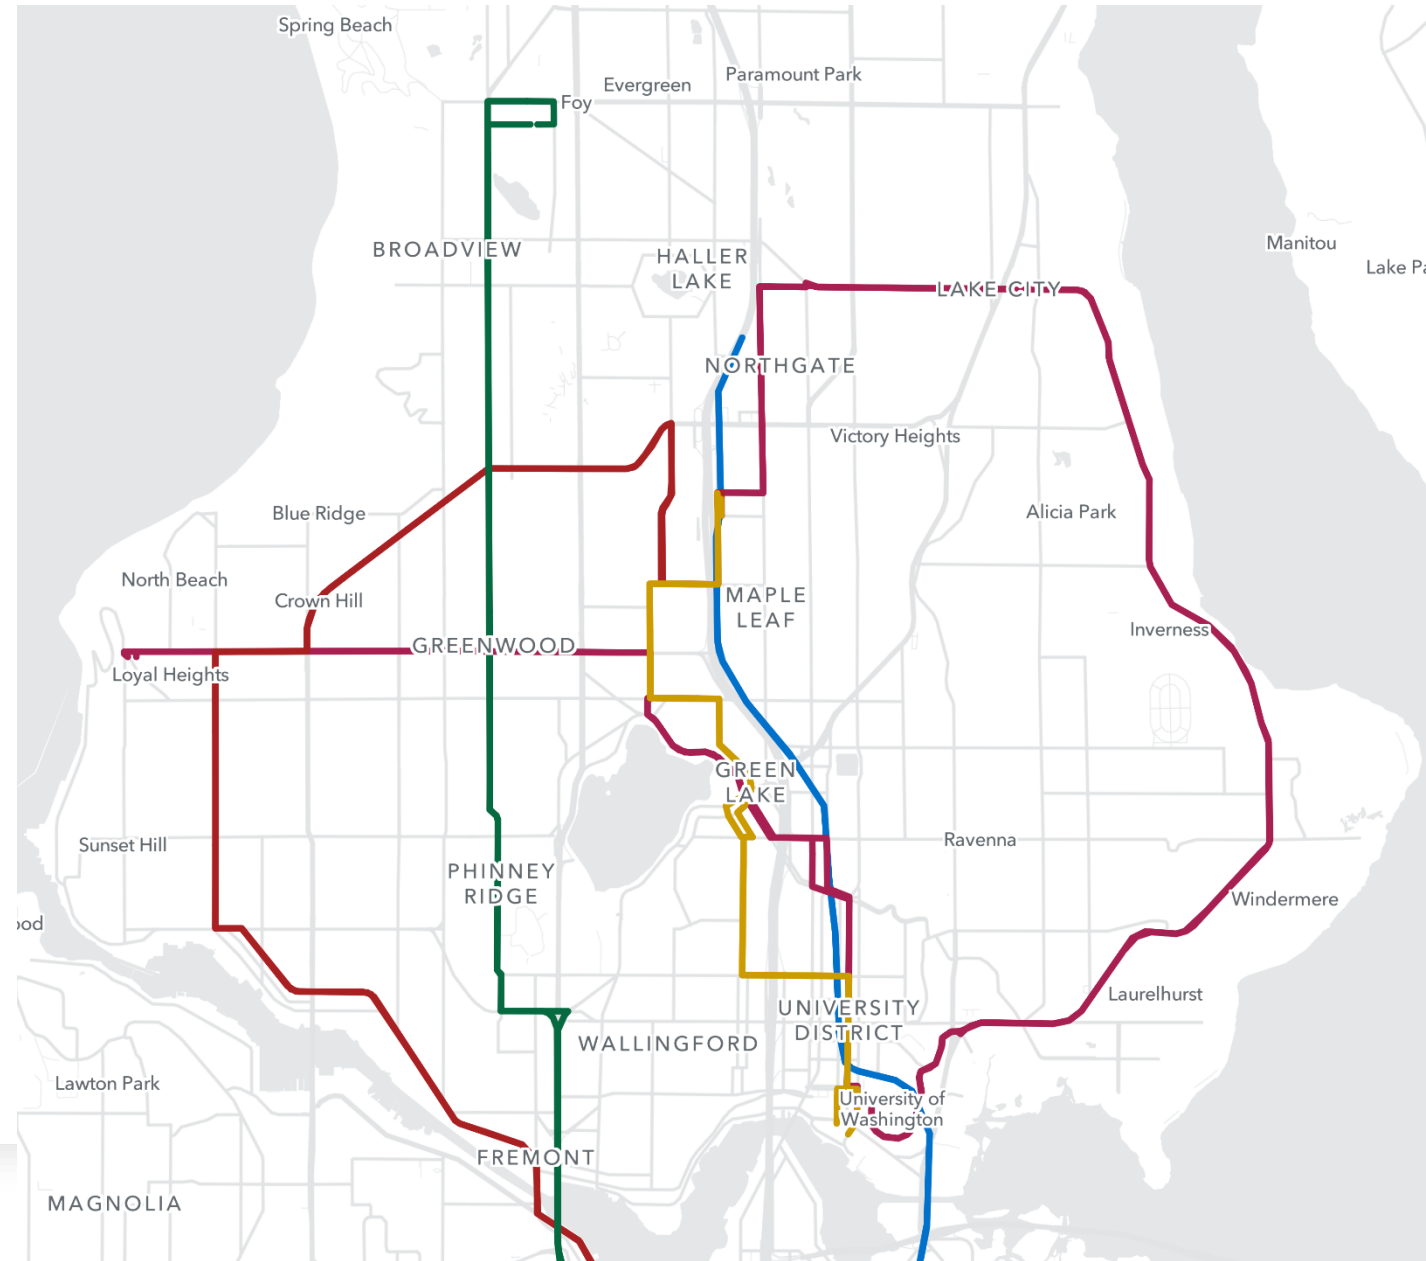 Spring Beach
Paramount Park
Evergreen
Foy
BROADVIEW
HALLER
LAKE
Manitou
Lake Pa
LAKE CITY
NORTHGATE
Victory Heights
Blue Ridge
Alicia Park
North Beach
Crown Hill
MAPLE
LEAF
Inverness
GREENWOOD
Loyal Heights
GREEN
LAKE
Sunset Hill
Ravenna
PHINNEY
RIDGE
Windermere
ood
Laurelhurst
UNIVERSITY
DISTRICT
WALLINGFORD
Lawton Park
University of
Washington
FREMONT
MAGNOLIA